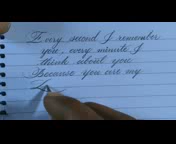 Every second I remember
you, every minute I
think about you
Because you are my